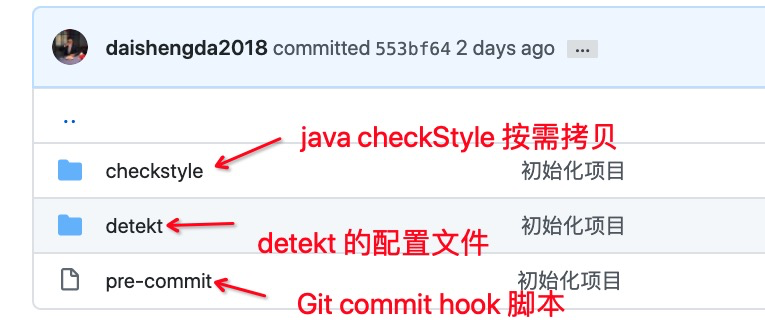 daishengda2018 committed 553bf64 2 days ago ...
..
java checkStyle 按需拷贝
checkstyle 初始化项目
detekt 初始化项目
detekt 的配置文件
pre-commit 初始化项目
Git commit hook 脚本